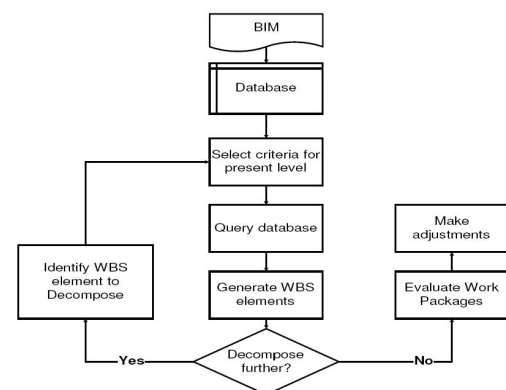 BIM
Database
Select criteria for
present level
Query database
Make
adjustments
Identify WBS
element to
Decompose
Generate WBS
elements
Evaluate Work
Packages
Decompose
further?
Yes
No